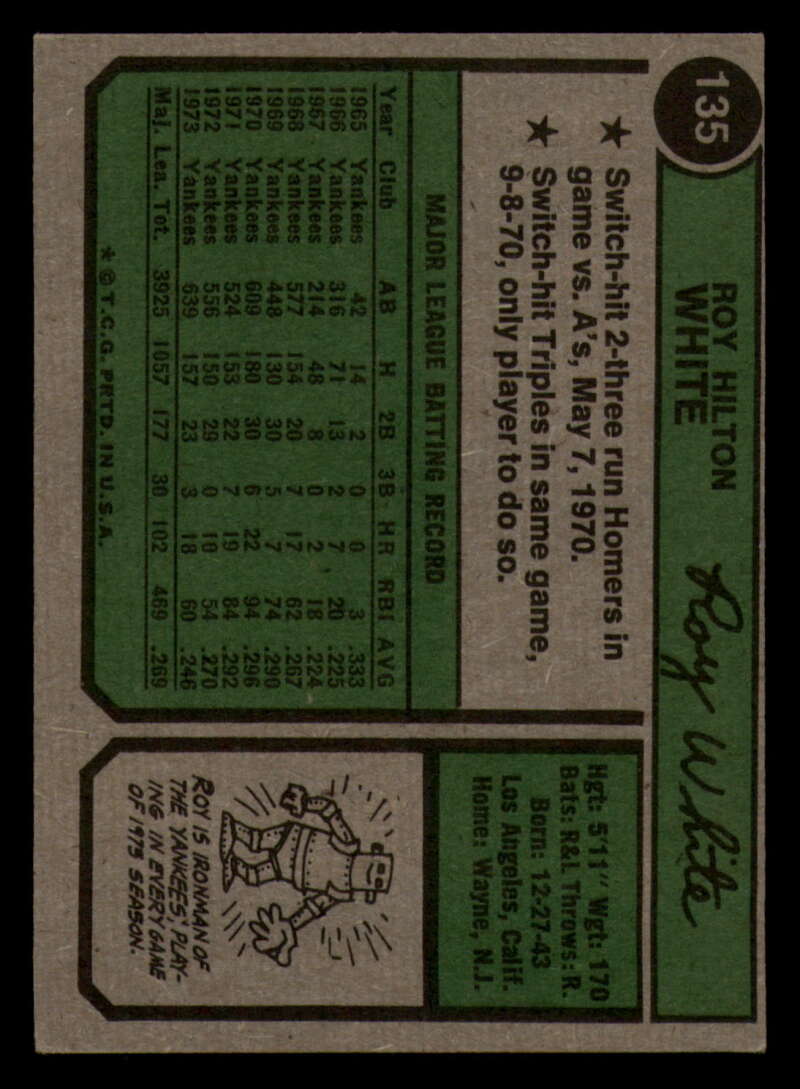 135
ROY HILTON
WHITE
Roy White
★ Switch-hit 2-three run Homers in
game vs. A's, May 7, 1970.
★ Switch-hit Triples in same game,
9-8-70, only player to do so.
MAJOR LEAGUE BATTING RECORD
Year Club AB H 2B 3B HR RBI AVG
1965 Yankees 42 14 2 0 0 3 .333
1966 Yankees 316 71 13 2 7 20 .225
1967 Yankees 214 48 8 0 2 18 .224
1968 Yankees 577 154 20 7 17 62 .267
1969 Yankees 448 130 30 5 7 74 .290
1970 Yankees 609 180 30 6 22 94 .296
1971 Yankees 524 153 22 7 19 84 .292
1972 Yankees 556 150 29 0 10 54 .270
1973 Yankees 639 157 23 3 18 60 .246
Maj. Lea. Tot. 3925 1057 177 30 102 469 .269
* © T.C.G. PRTD. IN U.S.A.
Hgt: 5'11" Wgt: 170
Bats: R&L Throws: R.
Born: 12-27-43
Los Angeles, Calif.
Home: Wayne, N.J.
ROY IS IRONMAN OF
THE YANKEES', PLAY-
ING IN EVERY GAME
OF 1973 SEASON.